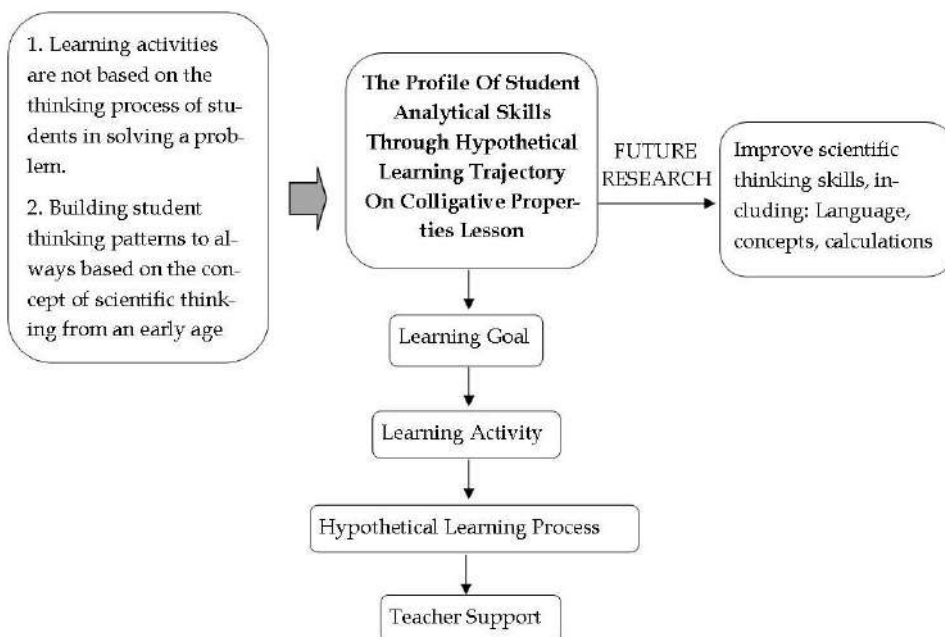 1. Learning activities
are not based on the
thinking process of stu-
dents in solving a prob-
lem.
2. Building student
thinking patterns to al-
ways based on the con-
cept of scientific think-
ing from an early age
The Profile Of Student
Analytical Skills
Through Hypothetical
Learning Trajectory
On Colligative Proper-
ties Lesson
FUTURE
RESEARCH
Improve scientific
thinking skills, in-
cluding: Language,
concepts, calculations
Learning Goal
Learning Activity
Hypothetical Learning Process
Teacher Support